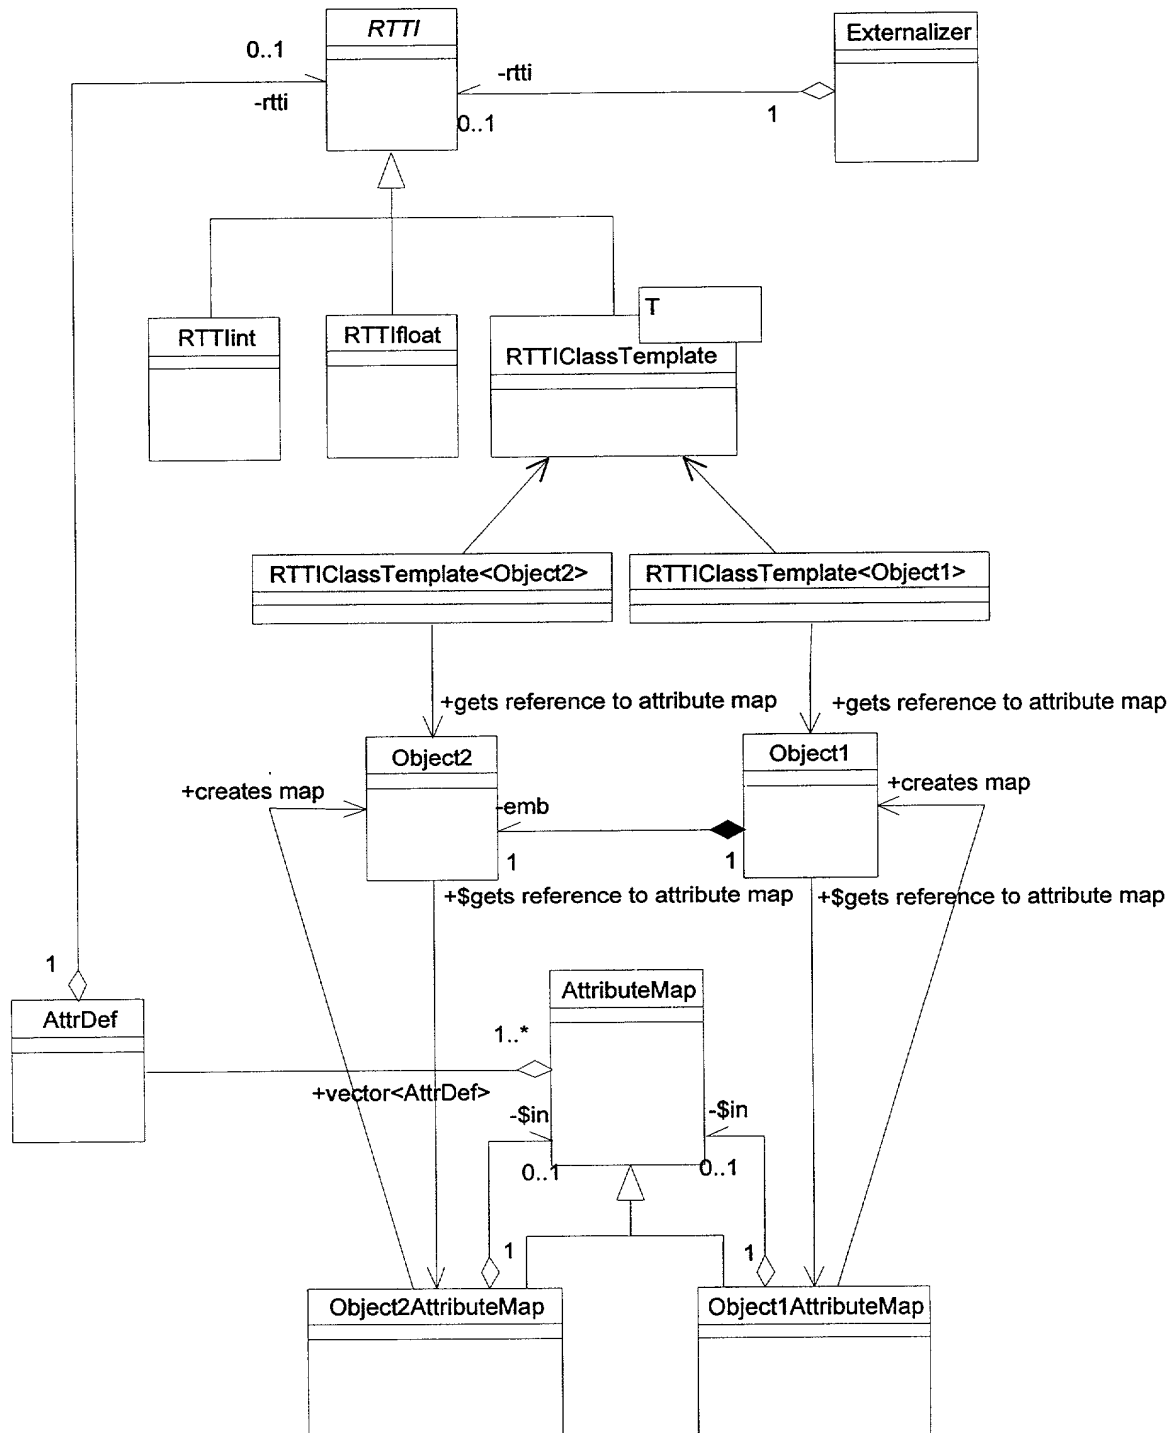 RTTI
Externalizer
0..1
-rtti
-rtti
0..1
1
T
RTTIint
RTTIfloat
RTTIClassTemplate
RTTIClassTemplate<Object2>
RTTIClassTemplate<Object1>
+gets reference to attribute map
+gets reference to attribute map
Object2
Object1
+creates map
+creates map
-emb
1
1
+$gets reference to attribute map
+$gets reference to attribute map
1
AttributeMap
AttrDef
1..*
+vector<AttrDef>
-$in
-$in
0..1
0..1
1
1
Object2AttributeMap
Object1AttributeMap